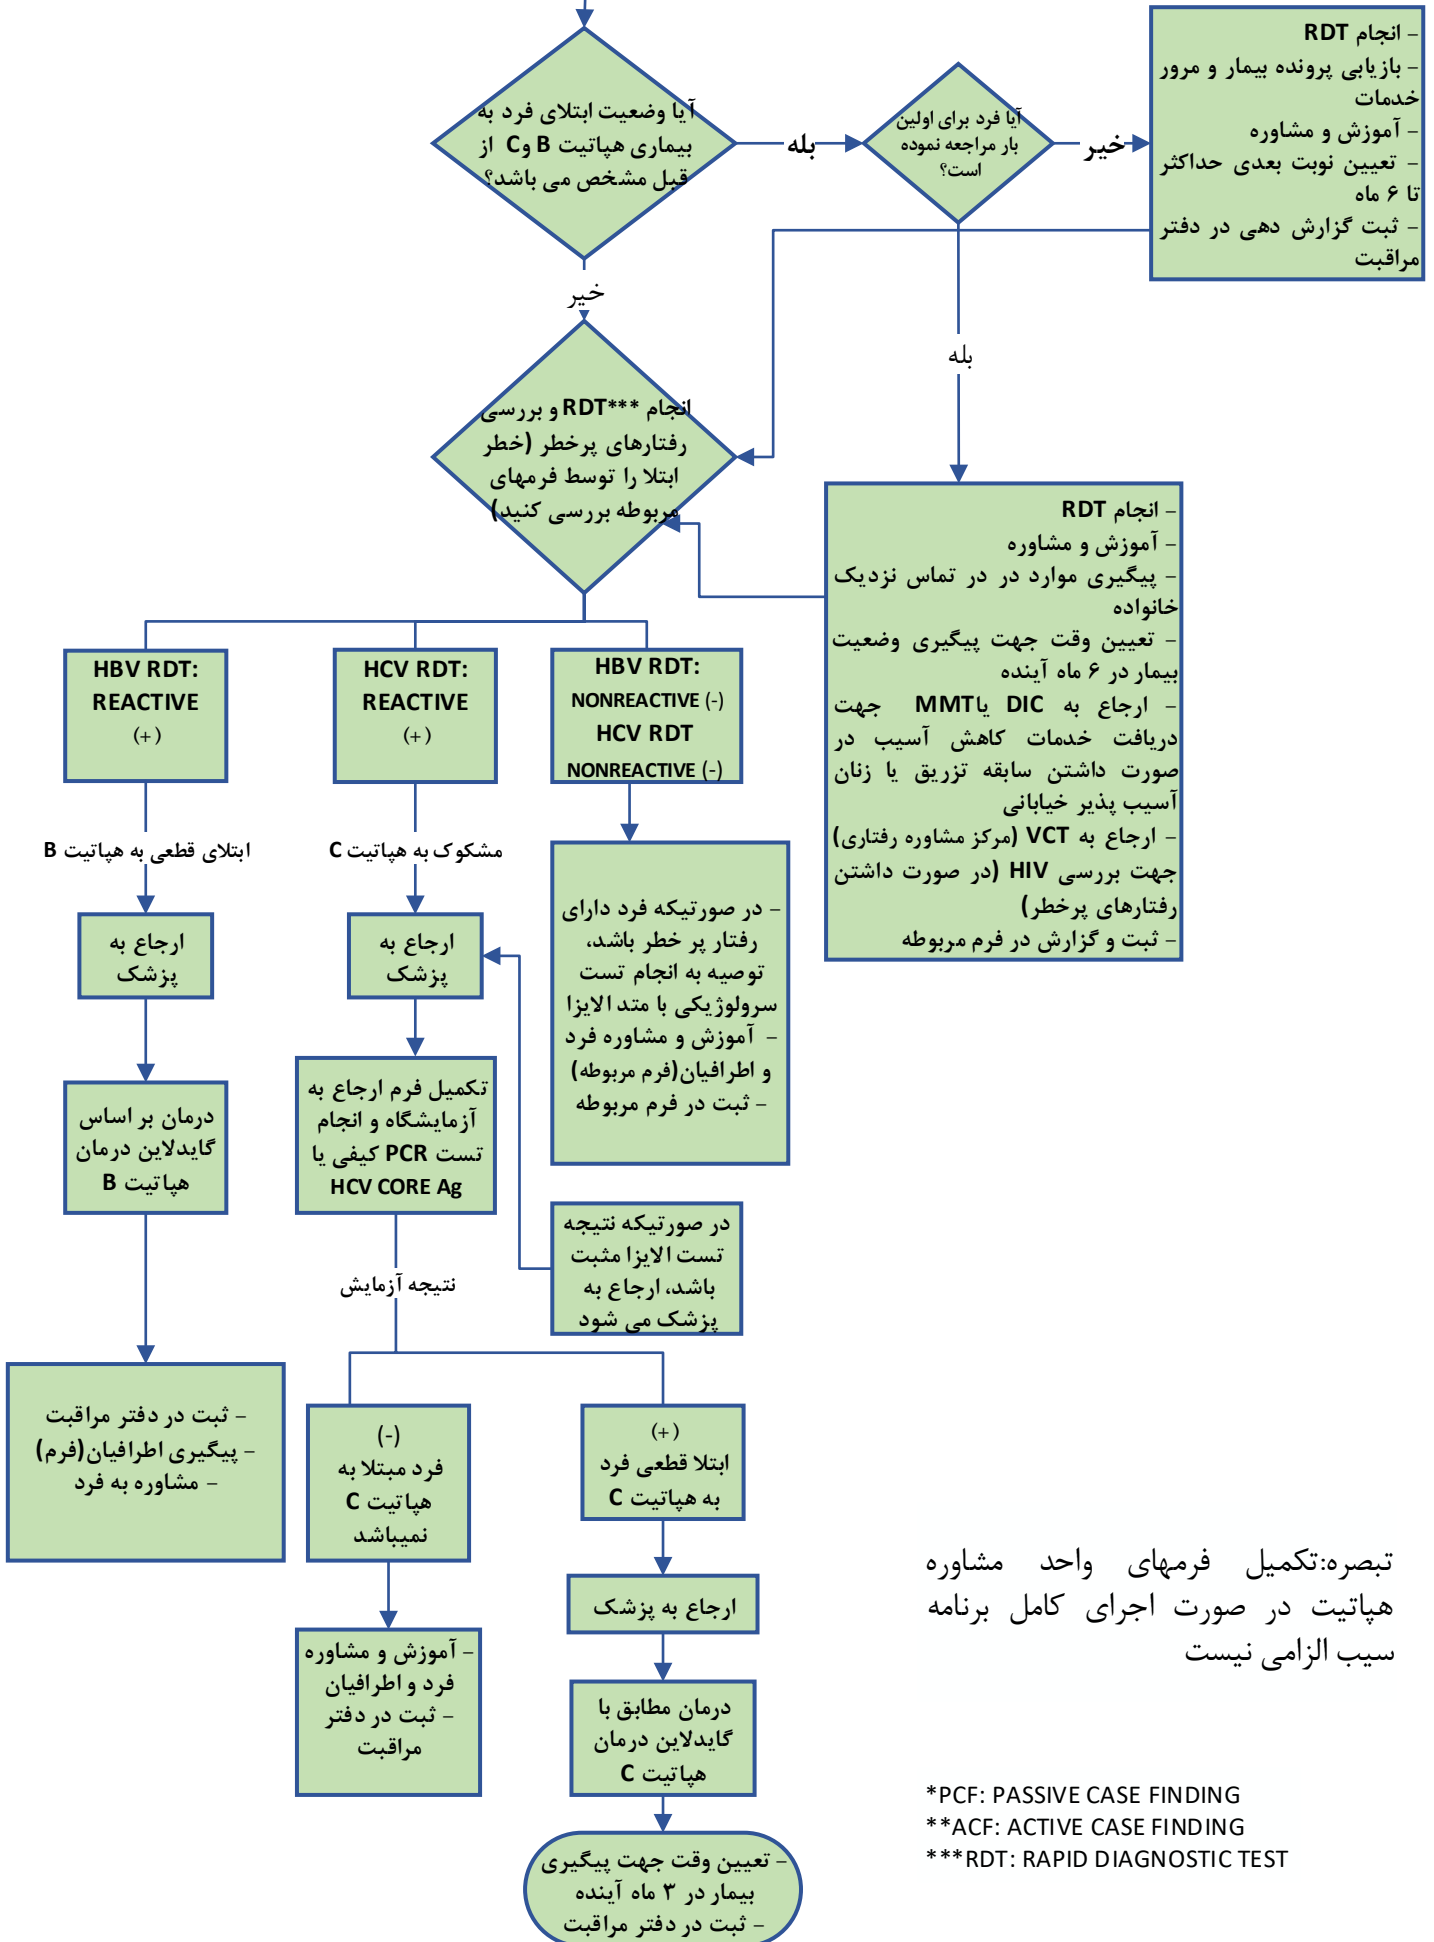 آیا وضعیت ابتلای فرد به
بیماری هپاتیت B وC از
قبل مشخص می باشد؟
بله
آیا فرد برای اولین
بار مراجعه نموده
است؟
خیر
- انجام RDT
- بازیابی پرونده بیمار و مرور
خدمات
- آموزش و مشاوره
- تعیین نوبت بعدی حداکثر
تا ۶ ماه
- ثبت گزارش دهی در دفتر
مراقبت
خیر
بله
انجام ***RDT و بررسی
رفتارهای پرخطر (خطر
ابتلا را توسط فرمهای
مربوطه بررسی کنید)
- انجام RDT
- آموزش و مشاوره
- پیگیری موارد در در تماس نزدیک
خانواده
- تعیین وقت جهت پیگیری وضعیت
بیمار در ۶ ماه آینده
- ارجاع به DIC یاMMT جهت
دریافت خدمات کاهش آسیب در
صورت داشتن سابقه تزریق یا زنان
آسیب پذیر خیابانی
- ارجاع به VCT (مرکز مشاوره رفتاری)
جهت بررسی HIV (در صورت داشتن
رفتارهای پرخطر)
- ثبت و گزارش در فرم مربوطه
HBV RDT:
REACTIVE
(+)
HCV RDT:
REACTIVE
(+)
HBV RDT:
NONREACTIVE (-)
HCV RDT
NONREACTIVE (-)
ابتلای قطعی به هپاتیت B
مشکوک به هپاتیت C
ارجاع به
پزشک
ارجاع به
پزشک
- در صورتیکه فرد دارای
رفتار پر خطر باشد،
توصیه به انجام تست
سرولوژیکی با متد الایزا
- آموزش و مشاوره فرد
و اطرافیان(فرم مربوطه)
- ثبت در فرم مربوطه
درمان بر اساس
گایدلاین درمان
هپاتیت B
تکمیل فرم ارجاع به
آزمایشگاه و انجام
تست PCR کیفی یا
HCV CORE Ag
در صورتیکه نتیجه
تست الایزا مثبت
باشد، ارجاع به
پزشک می شود
نتیجه آزمایش
- ثبت در دفتر مراقبت
- پیگیری اطرافیان(فرم)
- مشاوره به فرد
(-)
فرد مبتلا به
هپاتیت C
نمیباشد
(+)
ابتلا قطعی فرد
به هپاتیت C
ارجاع به پزشک
- آموزش و مشاوره
فرد و اطرافیان
- ثبت در دفتر
مراقبت
درمان مطابق با
گایدلاین درمان
هپاتیت C
- تعیین وقت جهت پیگیری
بیمار در ۳ ماه آینده
- ثبت در دفتر مراقبت
تبصره:تکمیل فرمهای واحد مشاوره
هپاتیت در صورت اجرای کامل برنامه
سیب الزامی نیست
*PCF: PASSIVE CASE FINDING
**ACF: ACTIVE CASE FINDING
***RDT: RAPID DIAGNOSTIC TEST